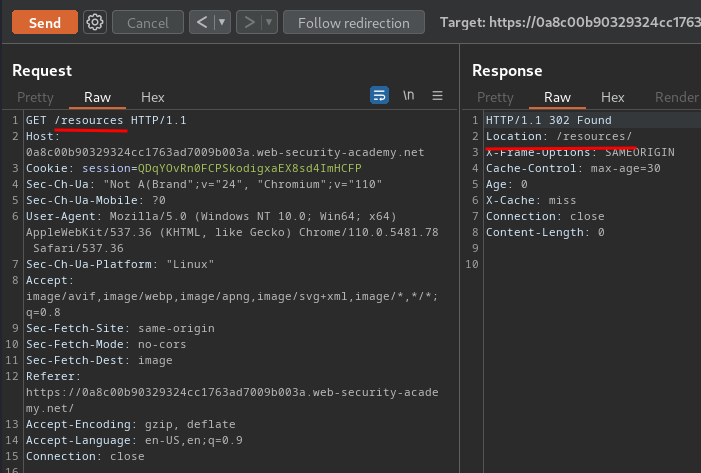 Send Cancel < > Follow redirection Target: https://0a8c00b90329324cc1763
Request
Pretty Raw Hex \n
1 GET /resources HTTP/1.1
2 Host:
0a8c00b90329324cc1763ad7009b003a.web-security-academy.net
3 Cookie: session=QDqYOvRn0FCPSkodigxaEX8sd4ImHCFP
4 Sec-Ch-Ua: "Not A(Brand";v="24", "Chromium";v="110"
5 Sec-Ch-Ua-Mobile: ?0
6 User-Agent: Mozilla/5.0 (Windows NT 10.0; Win64; x64)
AppleWebKit/537.36 (KHTML, like Gecko) Chrome/110.0.5481.78
Safari/537.36
7 Sec-Ch-Ua-Platform: "Linux"
8 Accept:
image/avif,image/webp,image/apng,image/svg+xml,image/*,*/*;
q=0.8
9 Sec-Fetch-Site: same-origin
10 Sec-Fetch-Mode: no-cors
11 Sec-Fetch-Dest: image
12 Referer:
https://0a8c00b90329324cc1763ad7009b003a.web-security-acade
my.net/
13 Accept-Encoding: gzip, deflate
14 Accept-Language: en-US,en;q=0.9
15 Connection: close
16
Response
Pretty Raw Hex Render
1 HTTP/1.1 302 Found
2 Location: /resources/
3 X-Frame-Options: SAMEORIGIN
4 Cache-Control: max-age=30
5 Age: 0
6 X-Cache: miss
7 Connection: close
8 Content-Length: 0
9
10